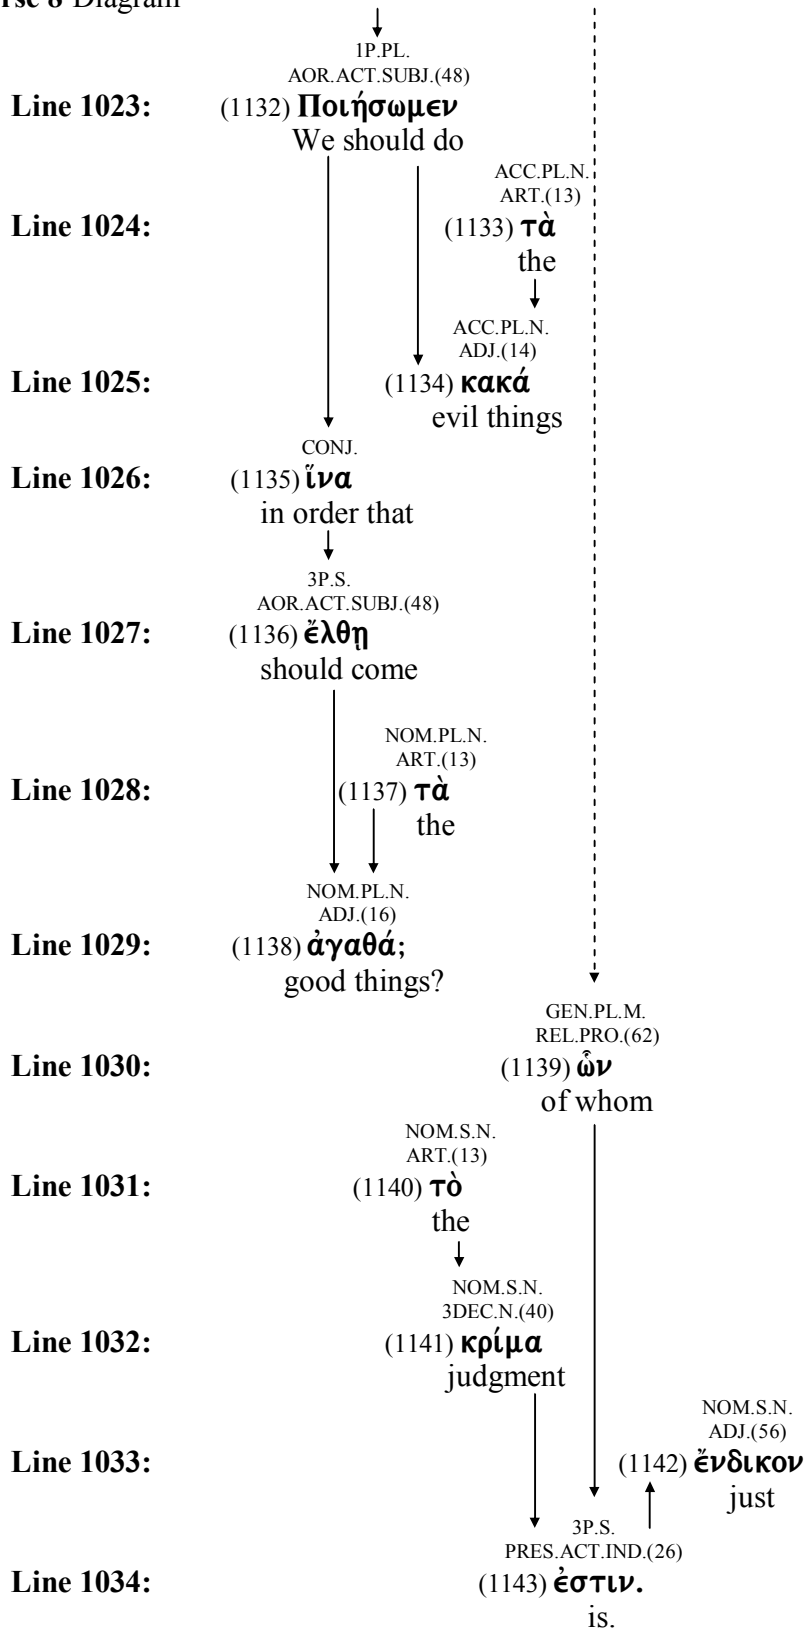 rse 8 Diagram
1P.PL.
AOR.ACT.SUBJ.(48)
Line 1023: (1132) Ποιήσωμεν
We should do
ACC.PL.N.
ART.(13)
Line 1024: (1133) τὰ
the
ACC.PL.N.
ADJ.(14)
Line 1025: (1134) κακά
evil things
CONJ.
Line 1026: (1135) ἵνα
in order that
3P.S.
AOR.ACT.SUBJ.(48)
Line 1027: (1136) ἔλθῃ
should come
NOM.PL.N.
ART.(13)
Line 1028: (1137) τὰ
the
NOM.PL.N.
ADJ.(16)
Line 1029: (1138) ἀγαθά;
good things?
GEN.PL.M.
REL.PRO.(62)
Line 1030: (1139) ὧν
of whom
NOM.S.N.
ART.(13)
Line 1031: (1140) τὸ
the
NOM.S.N.
3DEC.N.(40)
Line 1032: (1141) κρίμα
judgment
NOM.S.N.
ADJ.(56)
Line 1033: (1142) ἔνδικον
just
3P.S.
PRES.ACT.IND.(26)
Line 1034: (1143) ἐστιν.
is.